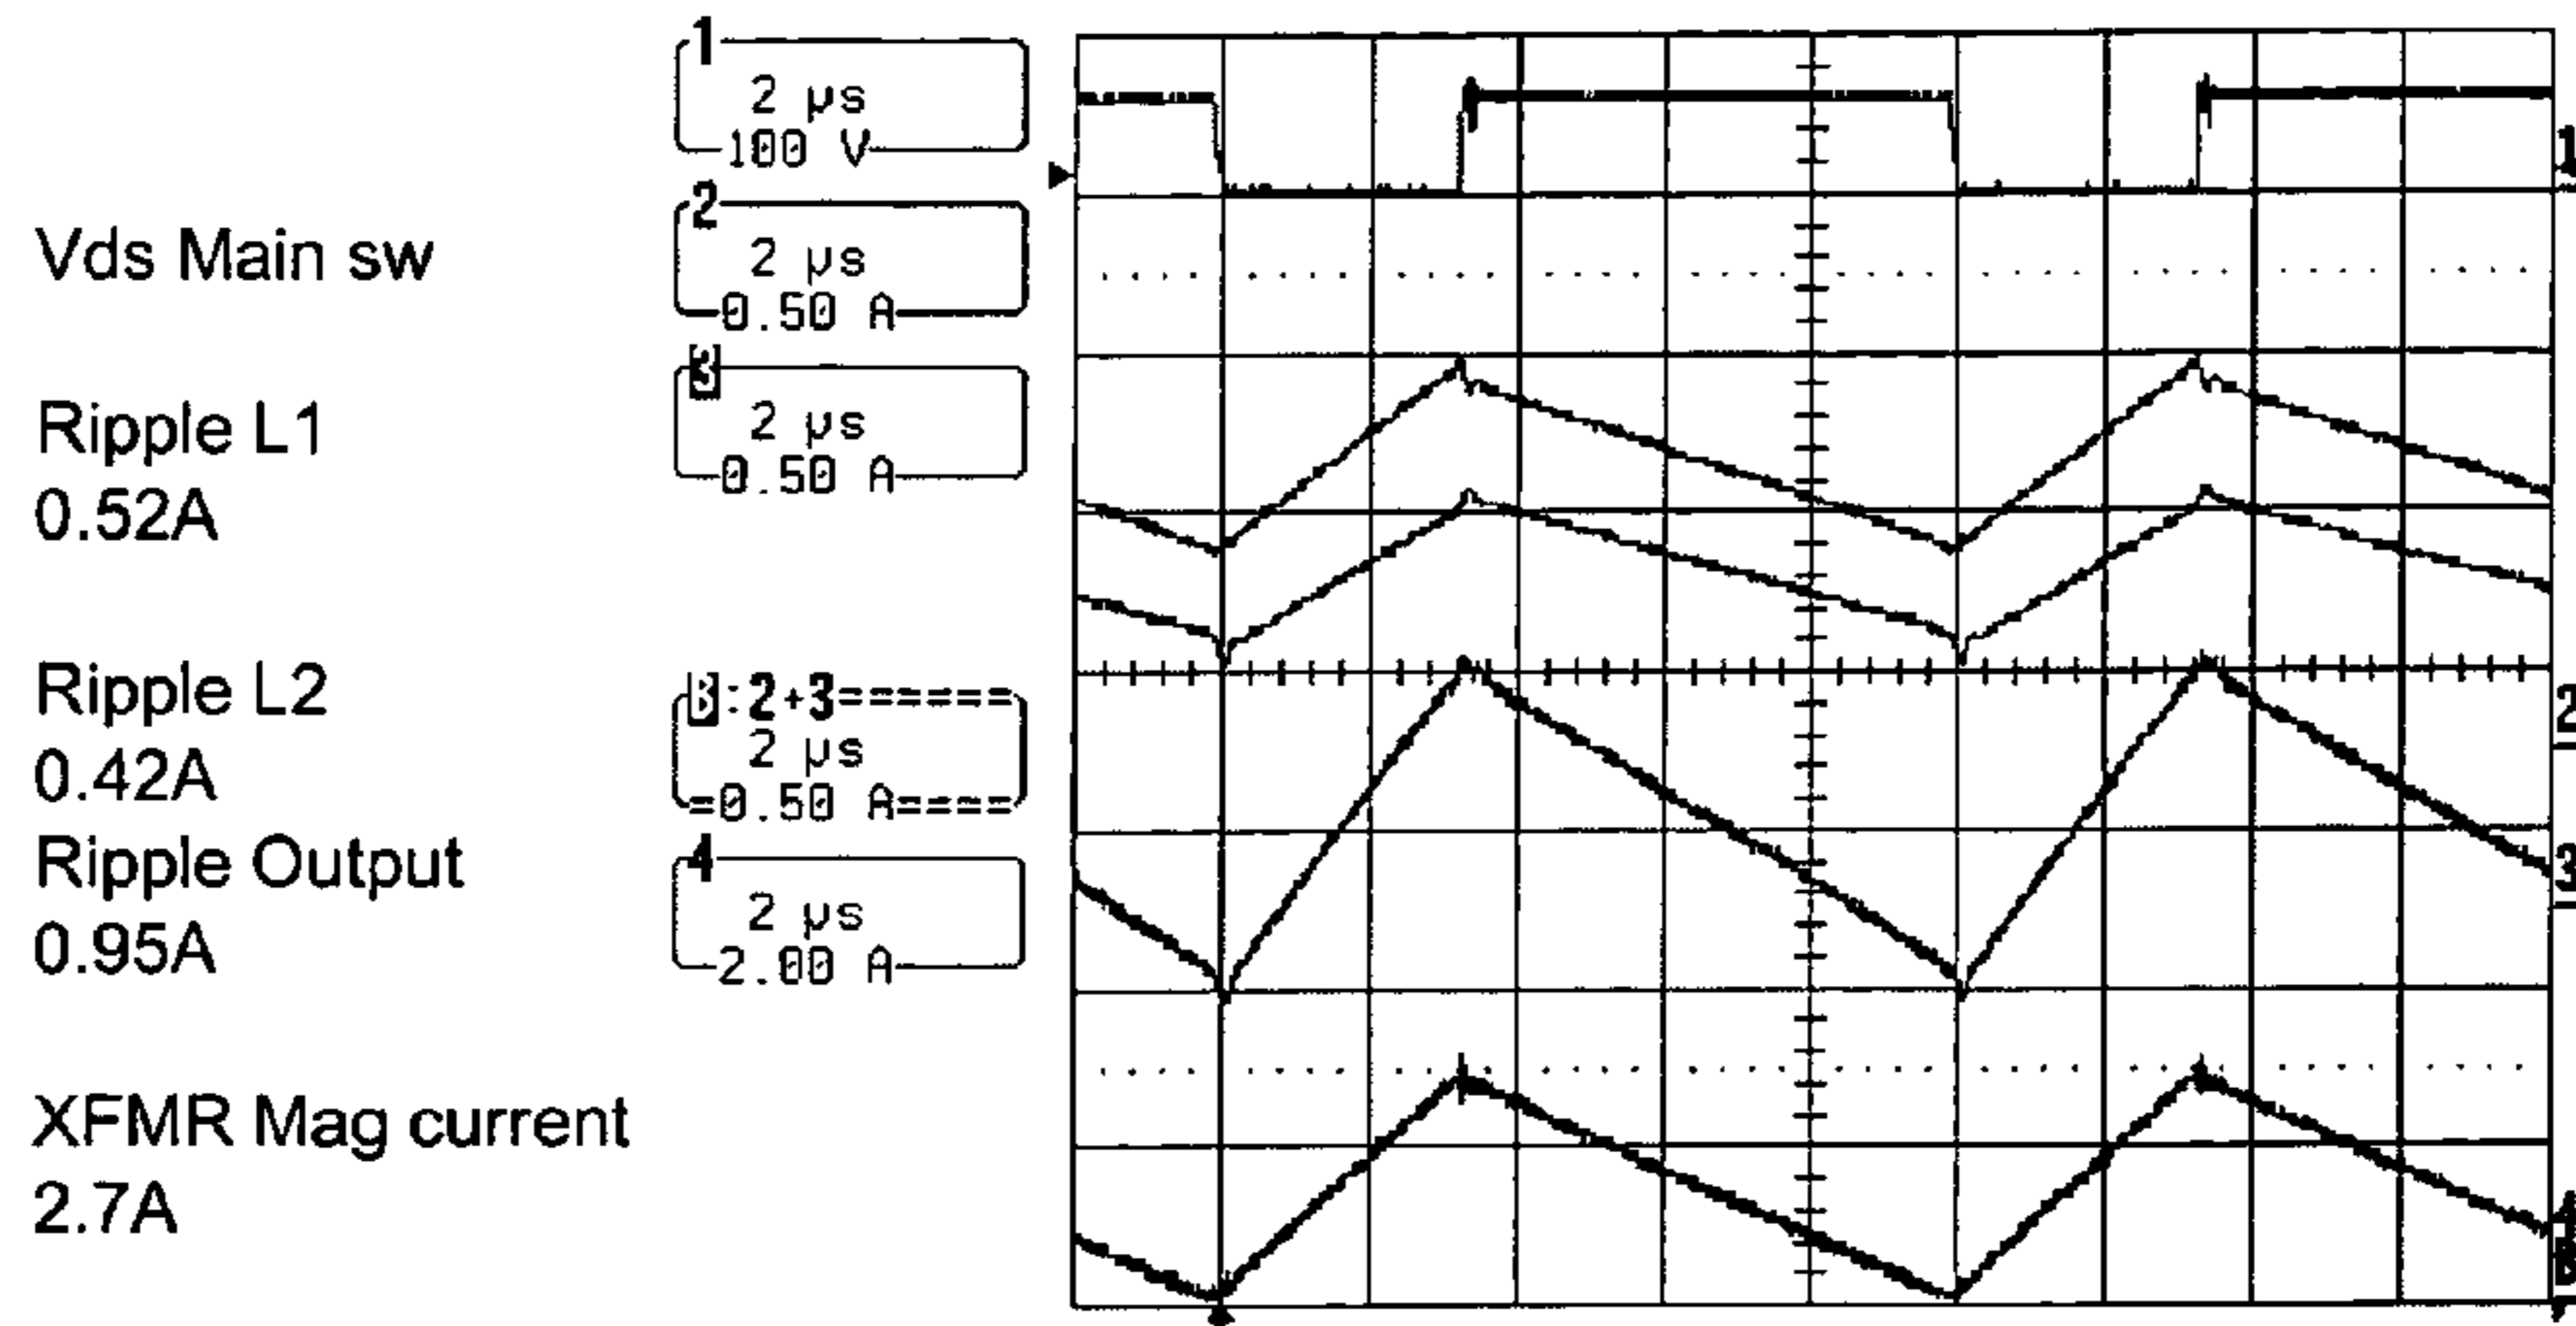 1
2 µs
100 V
2
2 µs
0.50 A
Vds Main sw
3
2 µs
0.50 A
Ripple L1
0.52A
Ripple L2
0.42A
:2+3
2 µs
0.50 A
Ripple Output
0.95A
4
2 µs
2.00 A
XFMR Mag current
2.7A
1
2
3